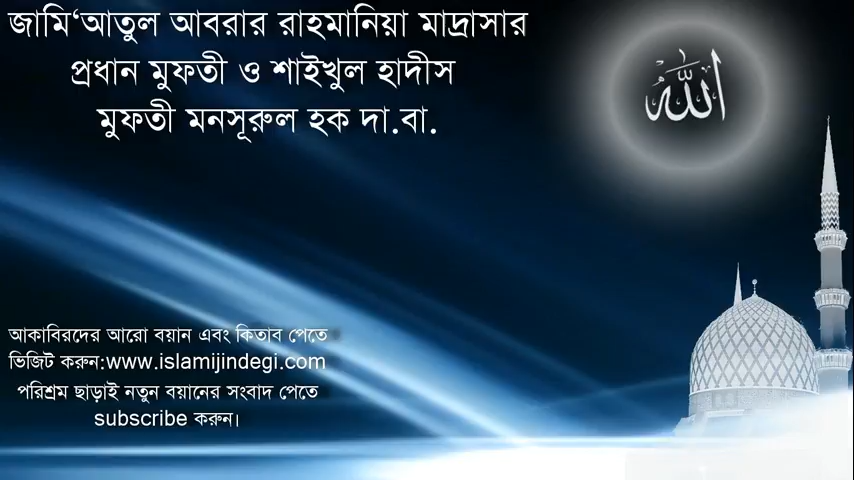 জামি‘আতুল আবরার রাহমানিয়া মাদ্রাসার
প্রধান মুফতী ও শাইখুল হাদীস
মুফতী মনসূরুল হক দা.বা.
الله
আকাবিরদের আরো বয়ান এবং কিতাব পেতে
ভিজিট করুন:www.islamijindegi.com
পরিশ্রম ছাড়াই নতুন বয়ানের সংবাদ পেতে
subscribe করুন।